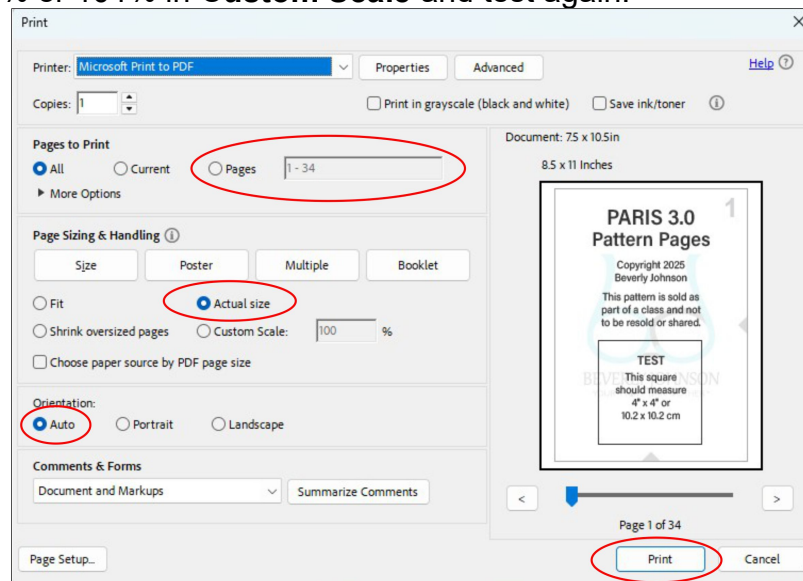 % or 101% in Custom Scale and test again.
Print
Printer: Microsoft Print to PDF Properties Advanced Help
Copies: 1 Print in grayscale (black and white) Save ink/toner
Pages to Print
All Current Pages 1 - 34
More Options
Page Sizing & Handling
Size Poster Multiple Booklet
Fit Actual size
Shrink oversized pages Custom Scale: 100 %
Choose paper source by PDF page size
Orientation:
Auto Portrait Landscape
Comments & Forms
Document and Markups Summarize Comments
Page Setup...
Document: 7.5 x 10.5in
8.5 x 11 Inches
1
PARIS 3.0
Pattern Pages
Copyright 2025
Beverly Johnson
This pattern is sold as
part of a class and not
to be resold or shared.
TEST
This square
should measure
4" x 4" or
10.2 x 10.2 cm
BEVERLY JOHNSON
< >
Page 1 of 34
Print Cancel